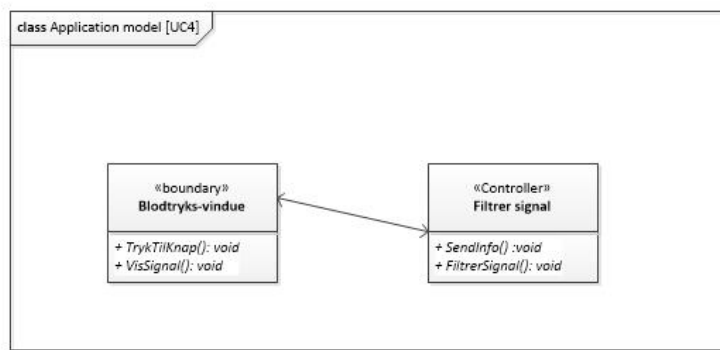 class Application model [UC4]
«boundary»
Blodtryks-vindue
+ TrykTilKnap(): void
+ VisSignal(): void
«Controller»
Filtrer signal
+ SendInfo() :void
+ FiltrerSignal(): void